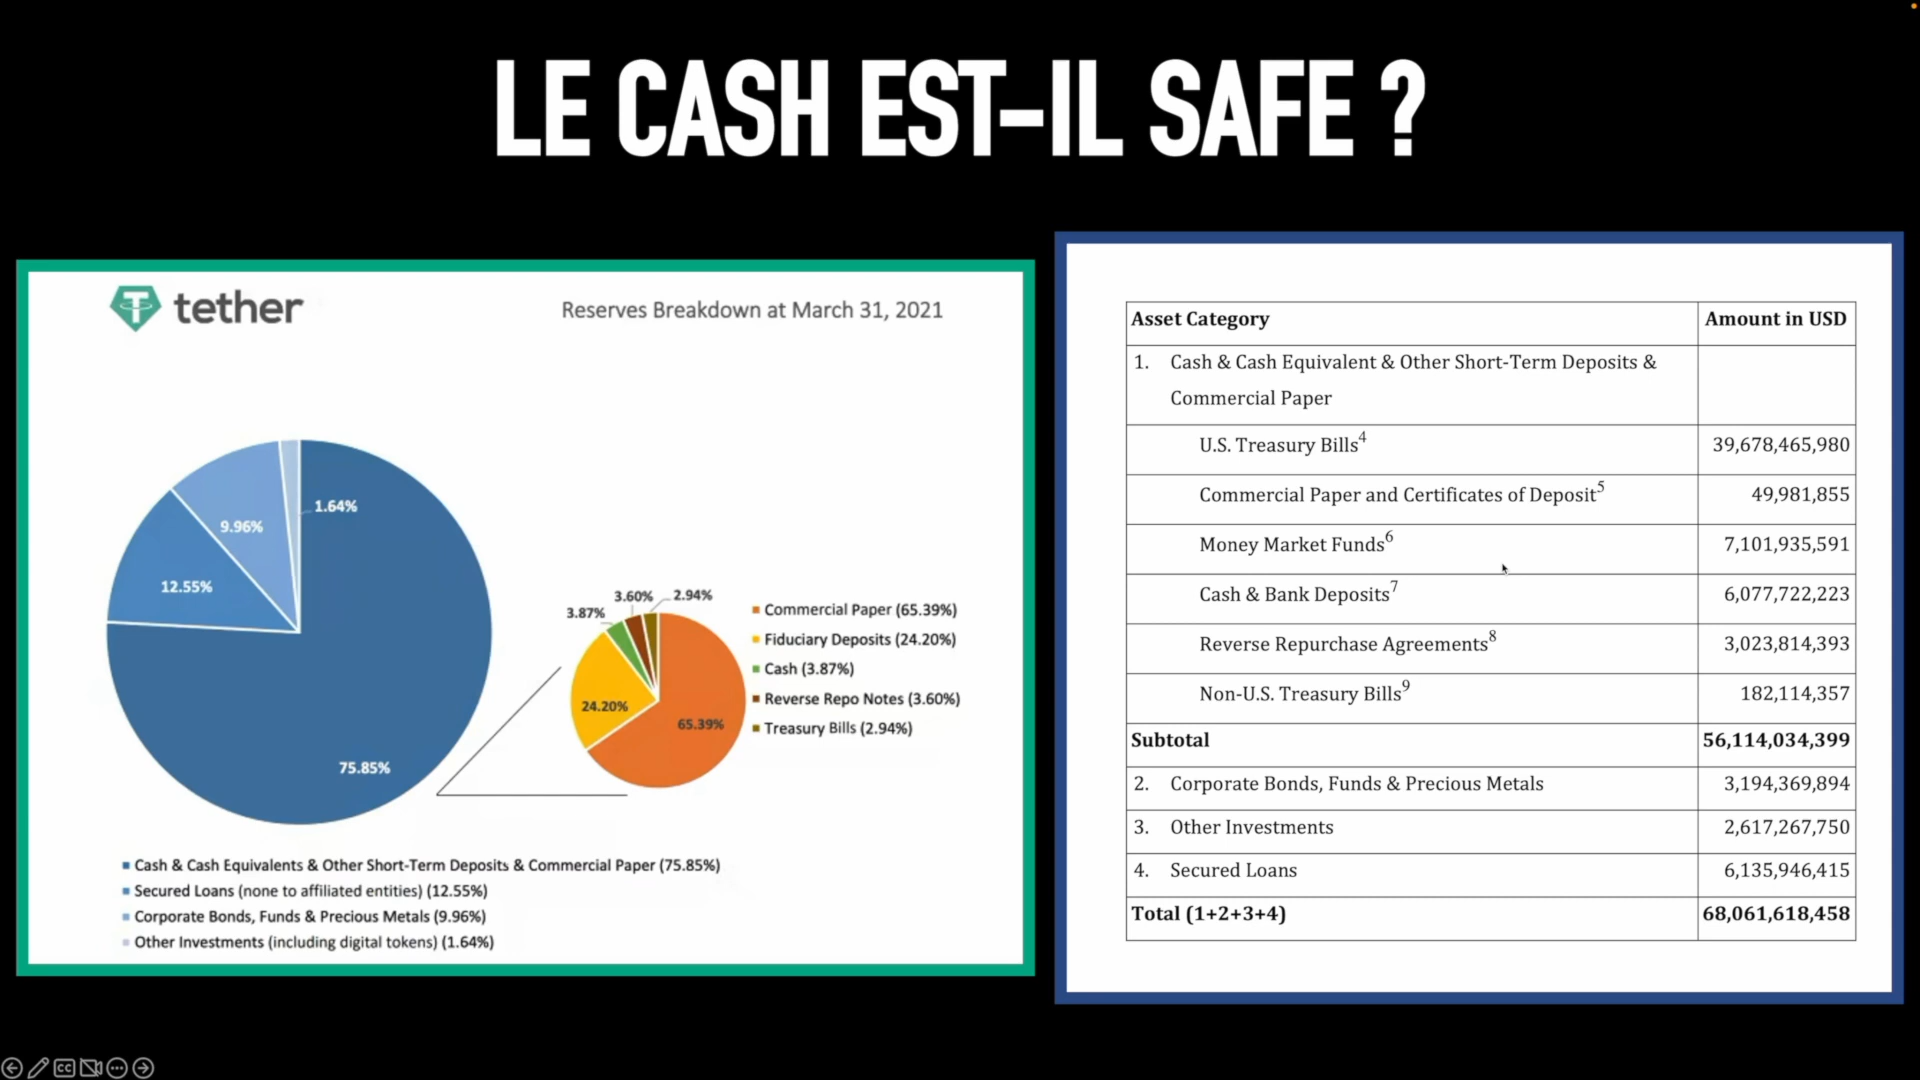 LE CASH EST-IL SAFE ?
tether
Reserves Breakdown at March 31, 2021
1.64%
9.96%
12.55%
75.85%
3.87%
3.60%
2.94%
24.20%
65.39%
Commercial Paper (65.39%)
Fiduciary Deposits (24.20%)
Cash (3.87%)
Reverse Repo Notes (3.60%)
Treasury Bills (2.94%)
Cash & Cash Equivalents & Other Short-Term Deposits & Commercial Paper (75.85%)
Secured Loans (none to affiliated entities) (12.55%)
Corporate Bonds, Funds & Precious Metals (9.96%)
Other Investments (including digital tokens) (1.64%)
Asset Category Amount in USD
1. Cash & Cash Equivalent & Other Short-Term Deposits &
Commercial Paper
U.S. Treasury Bills4 39,678,465,980
Commercial Paper and Certificates of Deposit5 49,981,855
Money Market Funds6 7,101,935,591
Cash & Bank Deposits7 6,077,722,223
Reverse Repurchase Agreements8 3,023,814,393
Non-U.S. Treasury Bills9 182,114,357
Subtotal 56,114,034,399
2. Corporate Bonds, Funds & Precious Metals 3,194,369,894
3. Other Investments 2,617,267,750
4. Secured Loans 6,135,946,415
Total (1+2+3+4) 68,061,618,458
CC